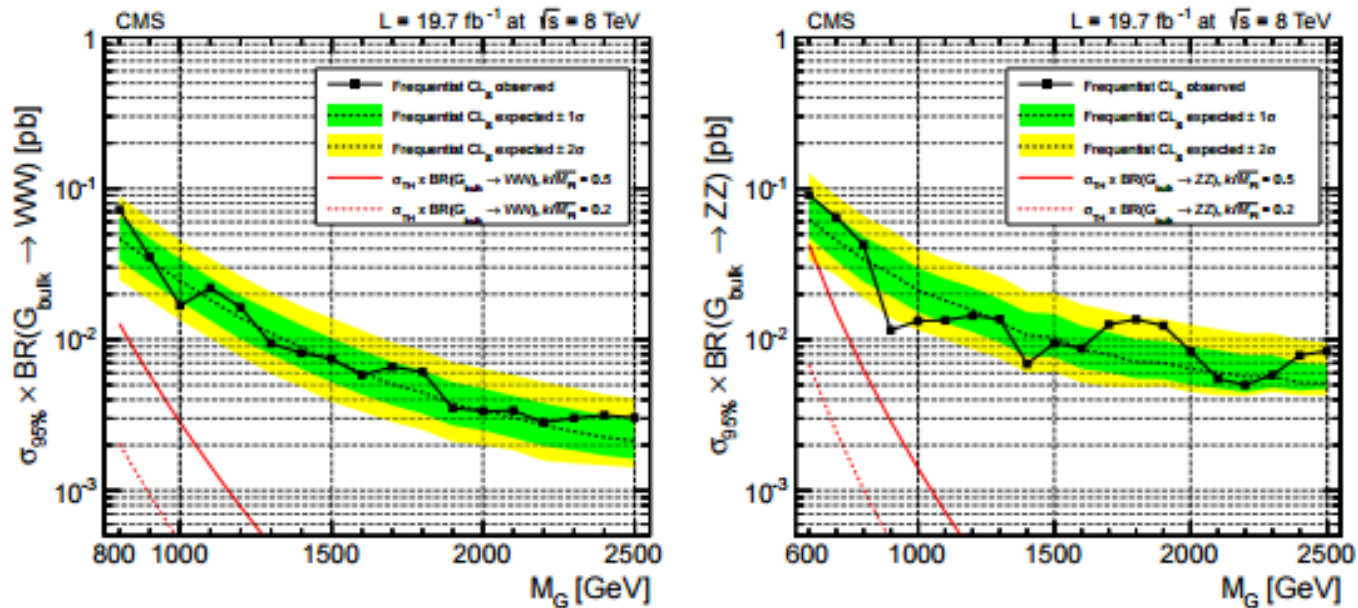 CMS L = 19.7 fb⁻¹ at √s = 8 TeV
σ95% × BR(Gbulk → WW) [pb]
1
10⁻¹
10⁻²
10⁻³
Frequentist CLS observed
Frequentist CLS expected ± 1σ
Frequentist CLS expected ± 2σ
σTH x BR(Gbulk → WW), k/M̅Pl = 0.5
σTH x BR(Gbulk → WW), k/M̅Pl = 0.2
800 1000 1500 2000 2500
MG [GeV]
CMS L = 19.7 fb⁻¹ at √s = 8 TeV
σ95% × BR(Gbulk → ZZ) [pb]
1
10⁻¹
10⁻²
10⁻³
Frequentist CLS observed
Frequentist CLS expected ± 1σ
Frequentist CLS expected ± 2σ
σTH x BR(Gbulk → ZZ), k/M̅Pl = 0.5
σTH x BR(Gbulk → ZZ), k/M̅Pl = 0.2
600 1000 1500 2000 2500
MG [GeV]